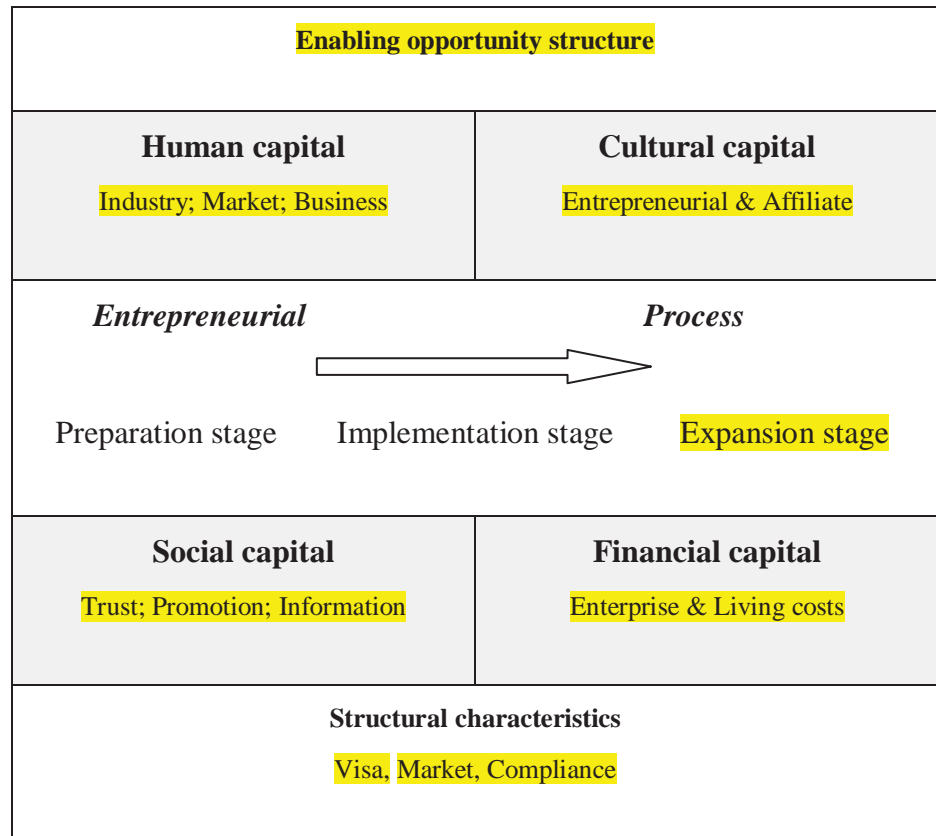 Enabling opportunity structure
Human capital
Industry; Market; Business
Cultural capital
Entrepreneurial & Affiliate
Entrepreneurial Process
Preparation stage Implementation stage Expansion stage
Social capital
Trust; Promotion; Information
Financial capital
Enterprise & Living costs
Structural characteristics
Visa, Market, Compliance